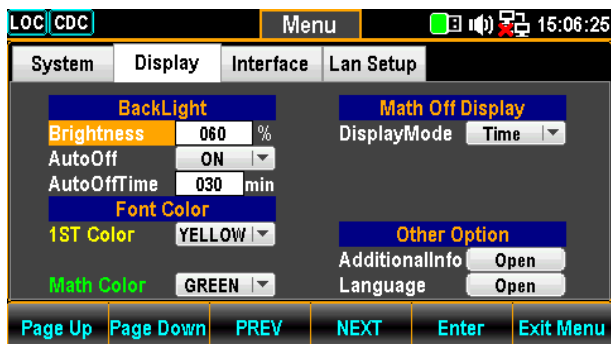 LOC CDC Menu 15:06:25
System Display Interface Lan Setup
BackLight
Brightness 060 %
AutoOff ON
AutoOffTime 030 min
Font Color
1ST Color YELLOW
Math Color GREEN
Math Off Display
DisplayMode Time
Other Option
AdditionalInfo Open
Language Open
Page Up Page Down PREV NEXT Enter Exit Menu